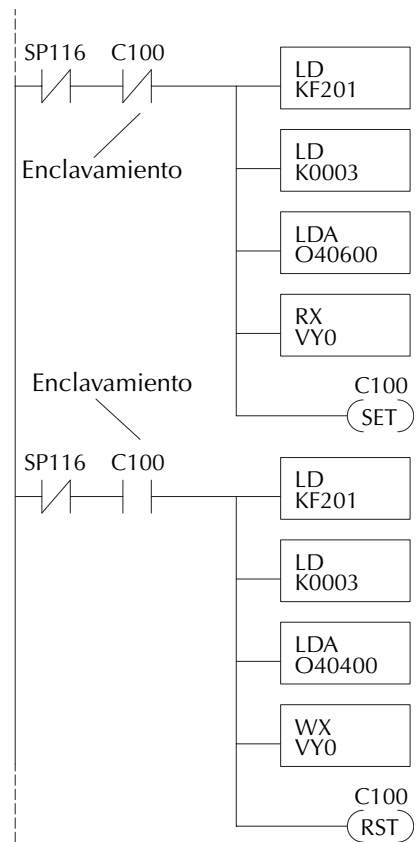 SP116 C100
LD
KF201
Enclavamiento
LD
K0003
LDA
O40600
RX
VY0
C100
SET
Enclavamiento
SP116 C100
LD
KF201
LD
K0003
LDA
O40400
WX
VY0
C100
RST